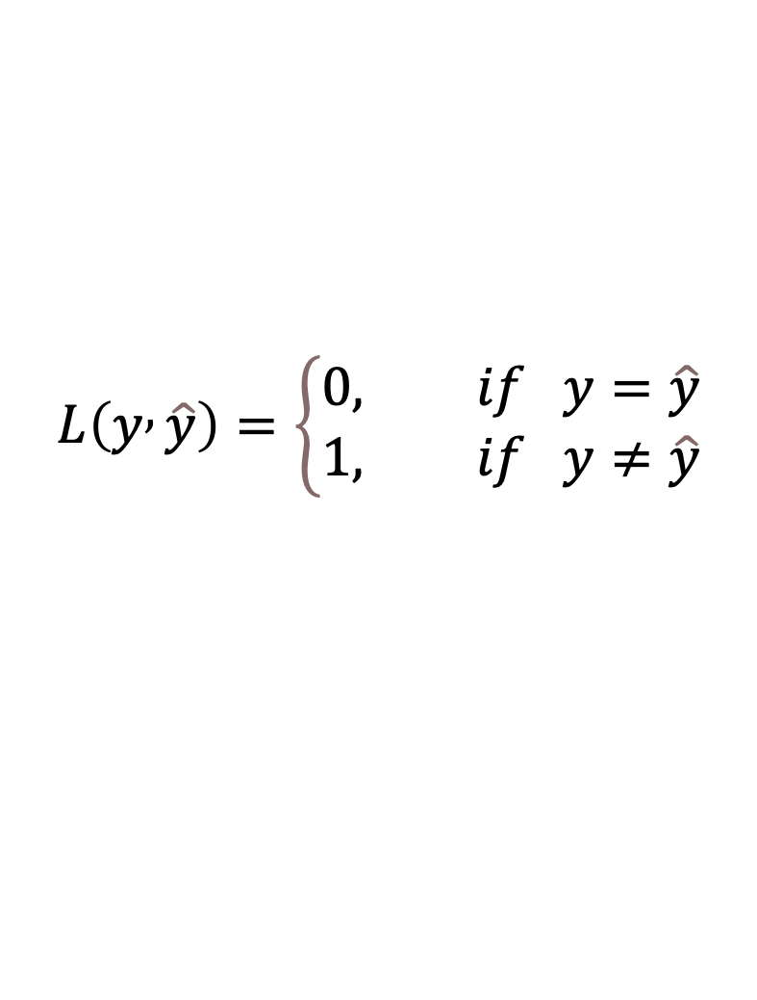 L(y, ŷ) = { 0, if y = ŷ
1, if y ≠ ŷ